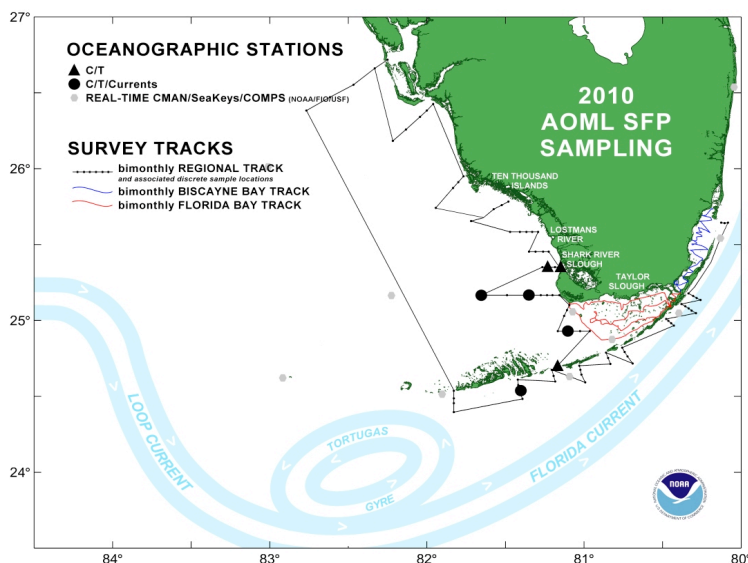 27°
26°
25°
24°
84°
83°
82°
81°
80°
OCEANOGRAPHIC STATIONS
C/T
C/T/Currents
REAL-TIME CMAN/SeaKeys/COMPS (NOAA/FIO/USF)
SURVEY TRACKS
bimonthly REGIONAL TRACK
and associated discrete sample locations
bimonthly BISCAYNE BAY TRACK
bimonthly FLORIDA BAY TRACK
2010
AOML SFP
SAMPLING
TEN THOUSAND
ISLANDS
LOSTMANS
RIVER
SHARK RIVER
SLOUGH
TAYLOR
SLOUGH
LOOP CURRENT
TORTUGAS
GYRE
FLORIDA CURRENT
NOAA